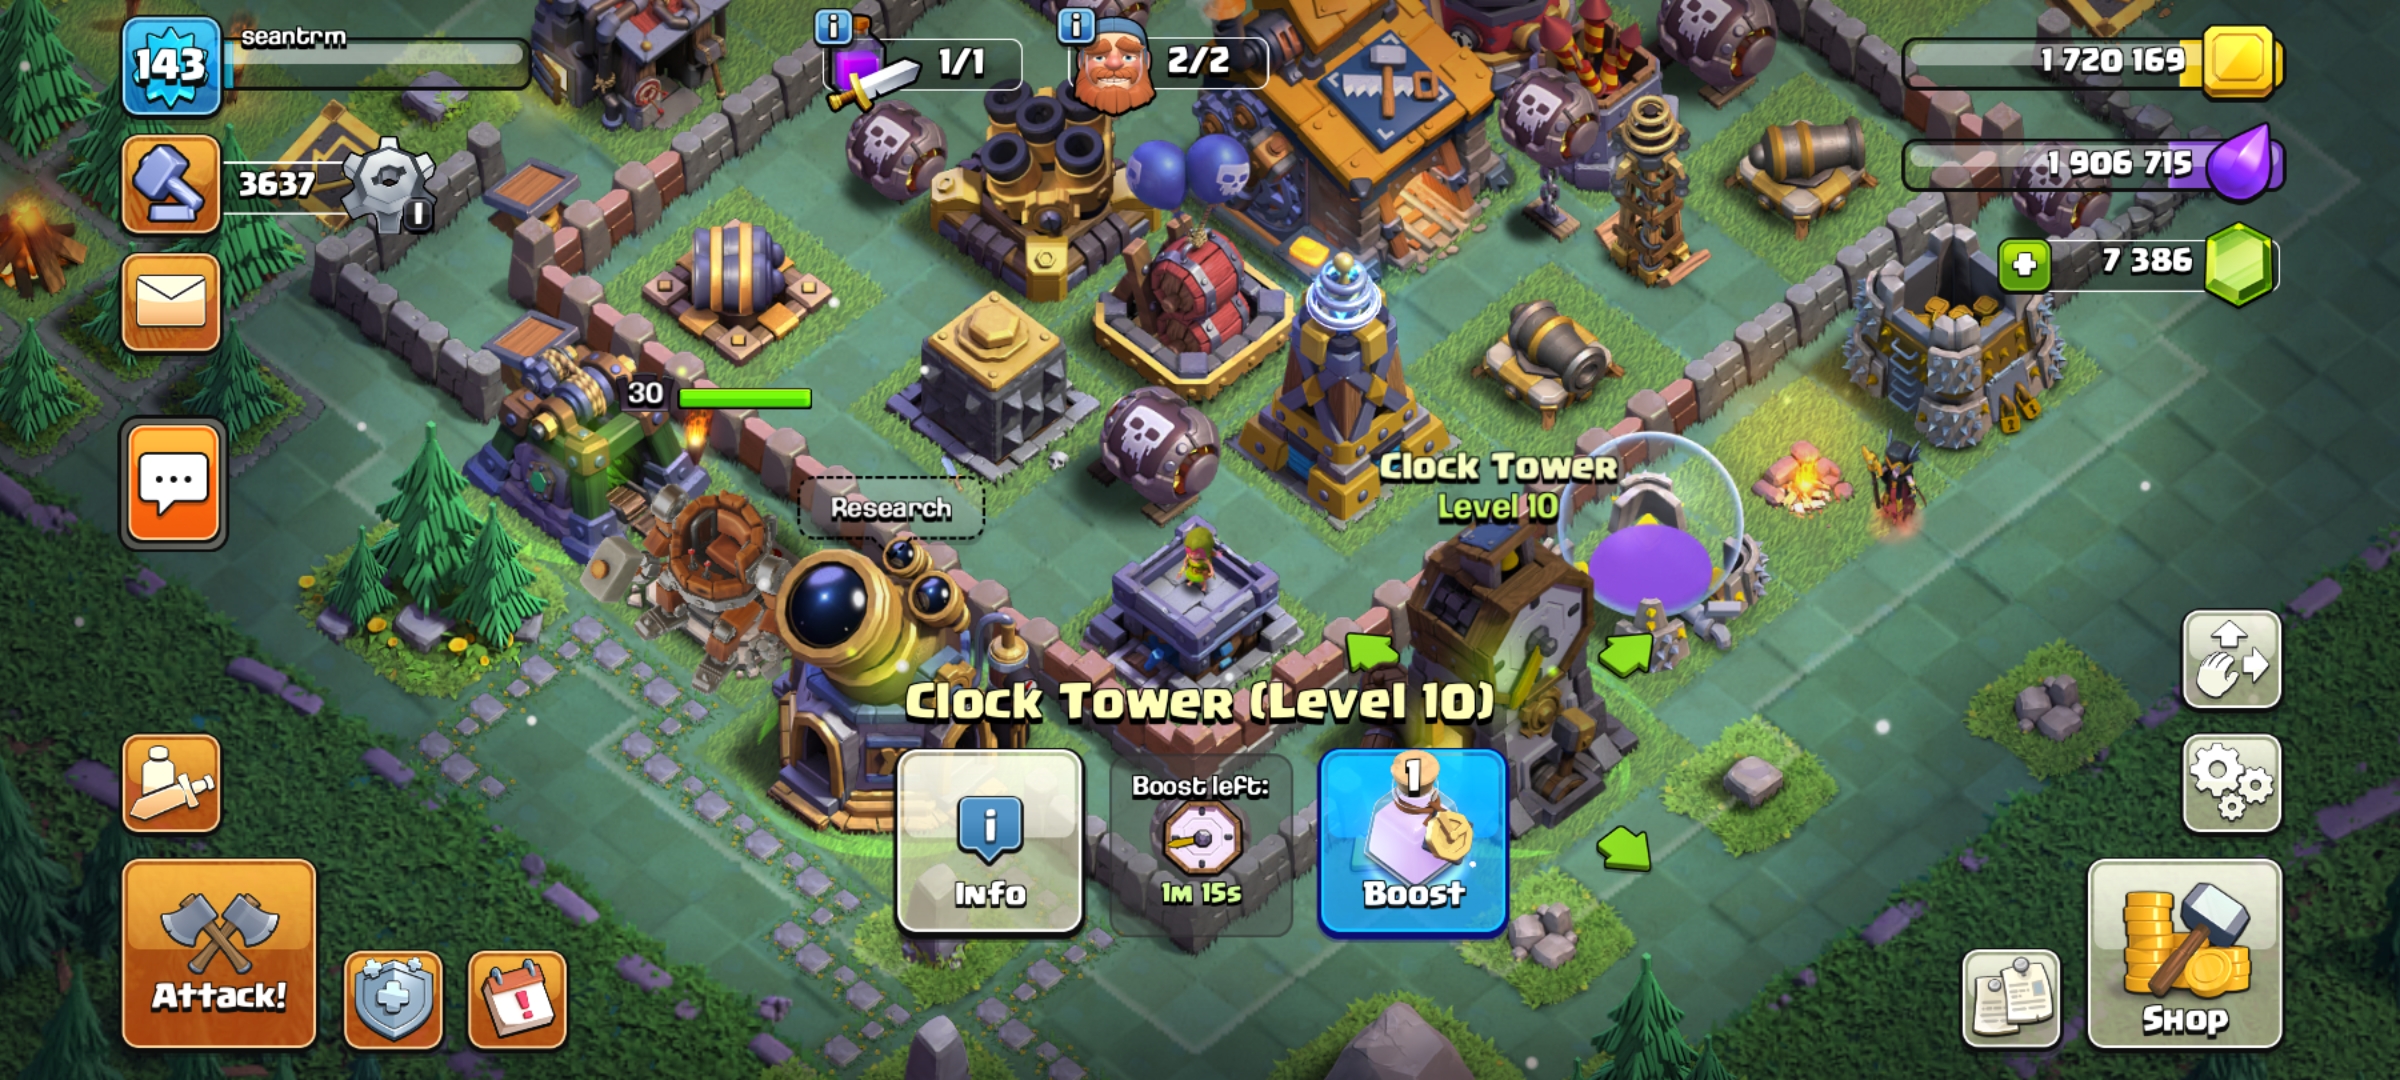 143
seantrm
1/1
2/2
1 720 169
3637
I
1 906 715
7 386
30
Research
Clock Tower
Level 10
Clock Tower (Level 10)
Info
Boost left:
1m 15s
1
Boost
Attack!
Shop